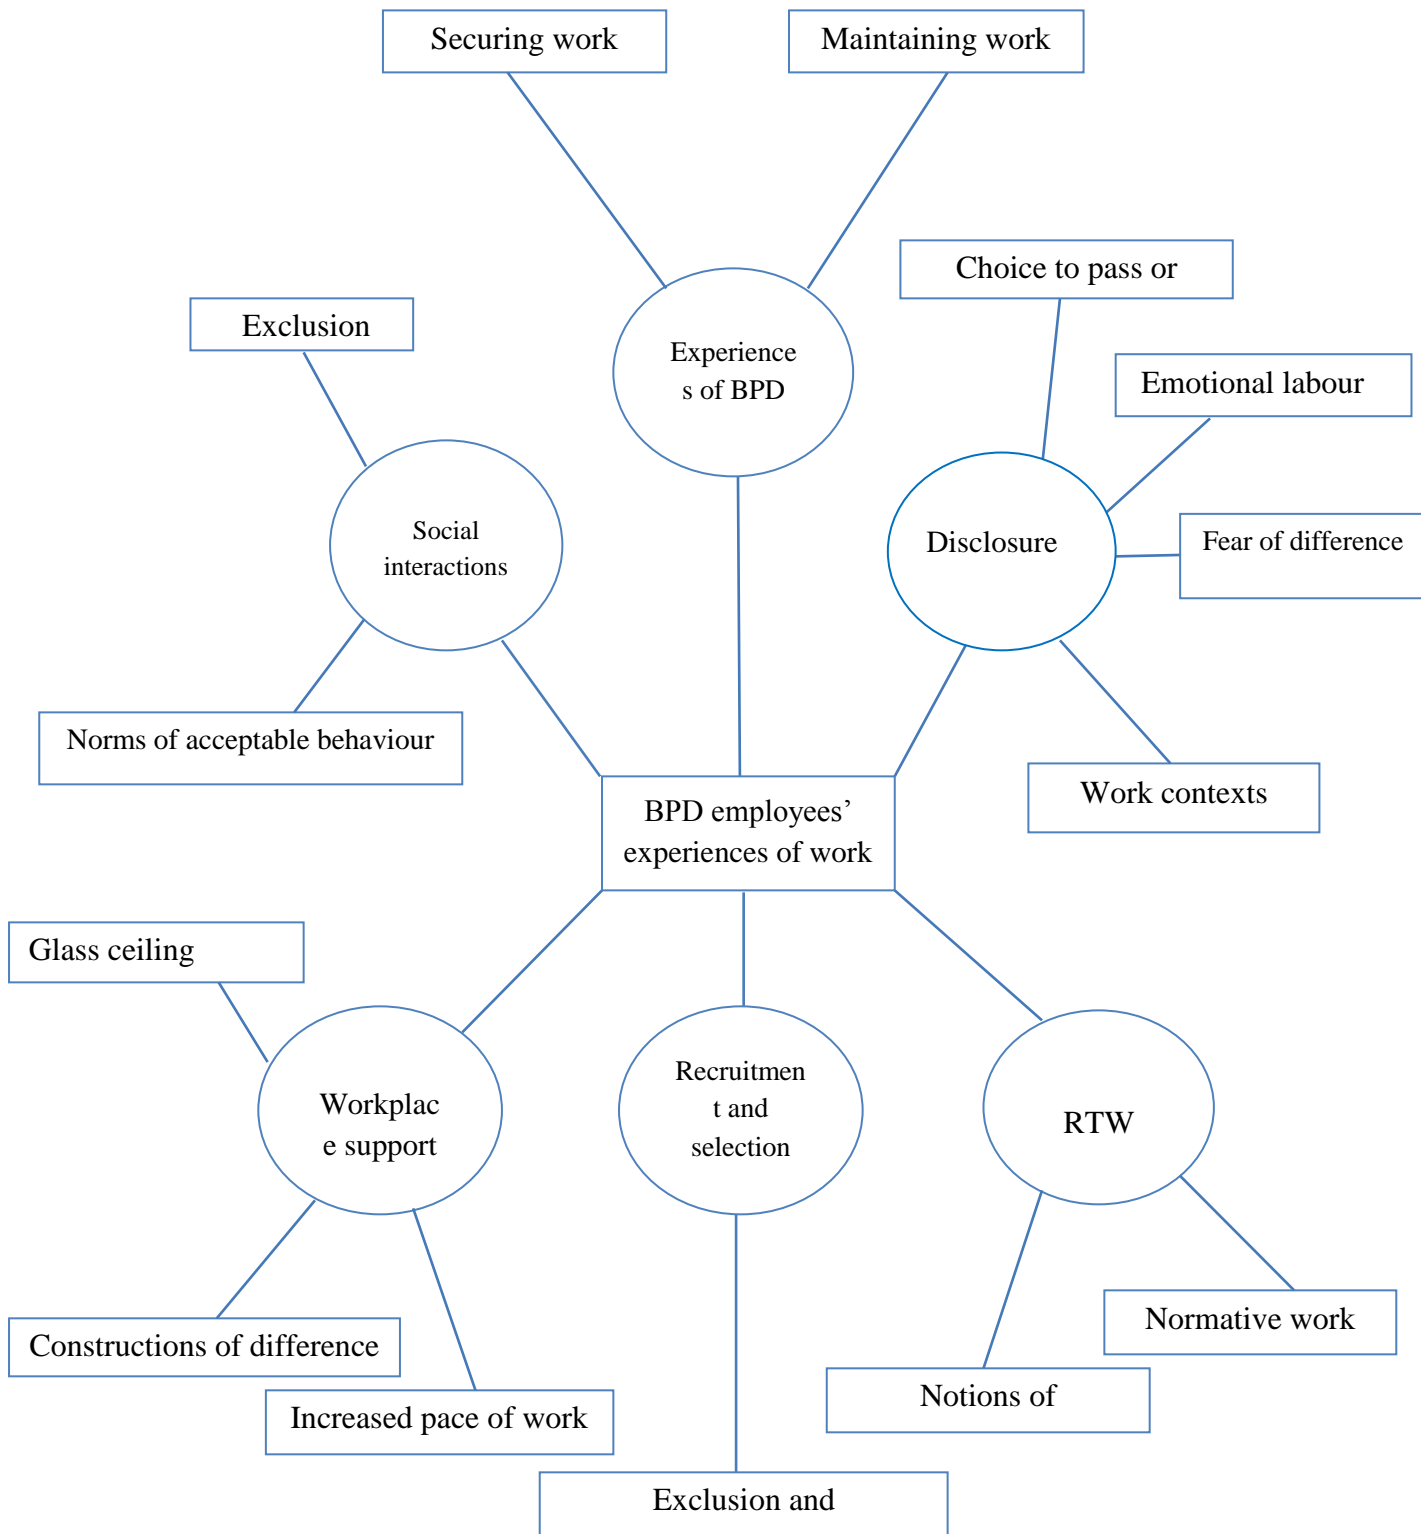 Securing work
Maintaining work
Choice to pass or
Exclusion
Experience
s of BPD
Emotional labour
Social
interactions
Disclosure
Fear of difference
Norms of acceptable behaviour
Work contexts
BPD employees’
experiences of work
Glass ceiling
Workplac
e support
Recruitmen
t and
selection
RTW
Normative work
Constructions of difference
Notions of
Increased pace of work
Exclusion and